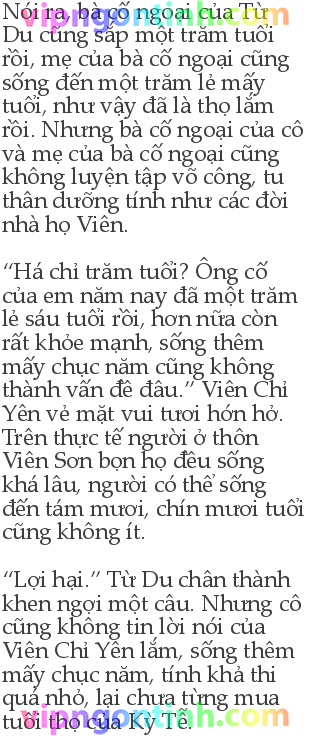 Nói ra, bà cố ngoại của Từ
Du cũng sắp một trăm tuổi
rồi, mẹ của bà cố ngoại cũng
sống đến một trăm lẻ mấy
tuổi, như vậy đã là thọ lắm
rồi. Nhưng bà cố ngoại của cô
và mẹ của bà cố ngoại cũng
không luyện tập võ công, tu
thân dưỡng tính như các đời
nhà họ Viên.
“Há chỉ trăm tuổi? Ông cố
của em năm nay đã một trăm
lẻ sáu tuổi rồi, hơn nữa còn
rất khỏe mạnh, sống thêm
mấy chục năm cũng không
thành vấn đề đâu.” Viên Chỉ
Yên vẻ mặt vui tươi hớn hở.
Trên thực tế người ở thôn
Viên Sơn bọn họ đều sống
khá lâu, người có thể sống
đến tám mươi, chín mươi tuổi
cũng không ít.
“Lợi hại.” Từ Du chân thành
khen ngợi một câu. Nhưng cô
cũng không tin lời nói của
Viên Chỉ Yên lắm, sống thêm
mấy chục năm, tính khả thi
quá nhỏ, lại chưa từng mua
tuổi thọ của Kỷ Tễ.
vipngontinh.com
vipngontinh.com